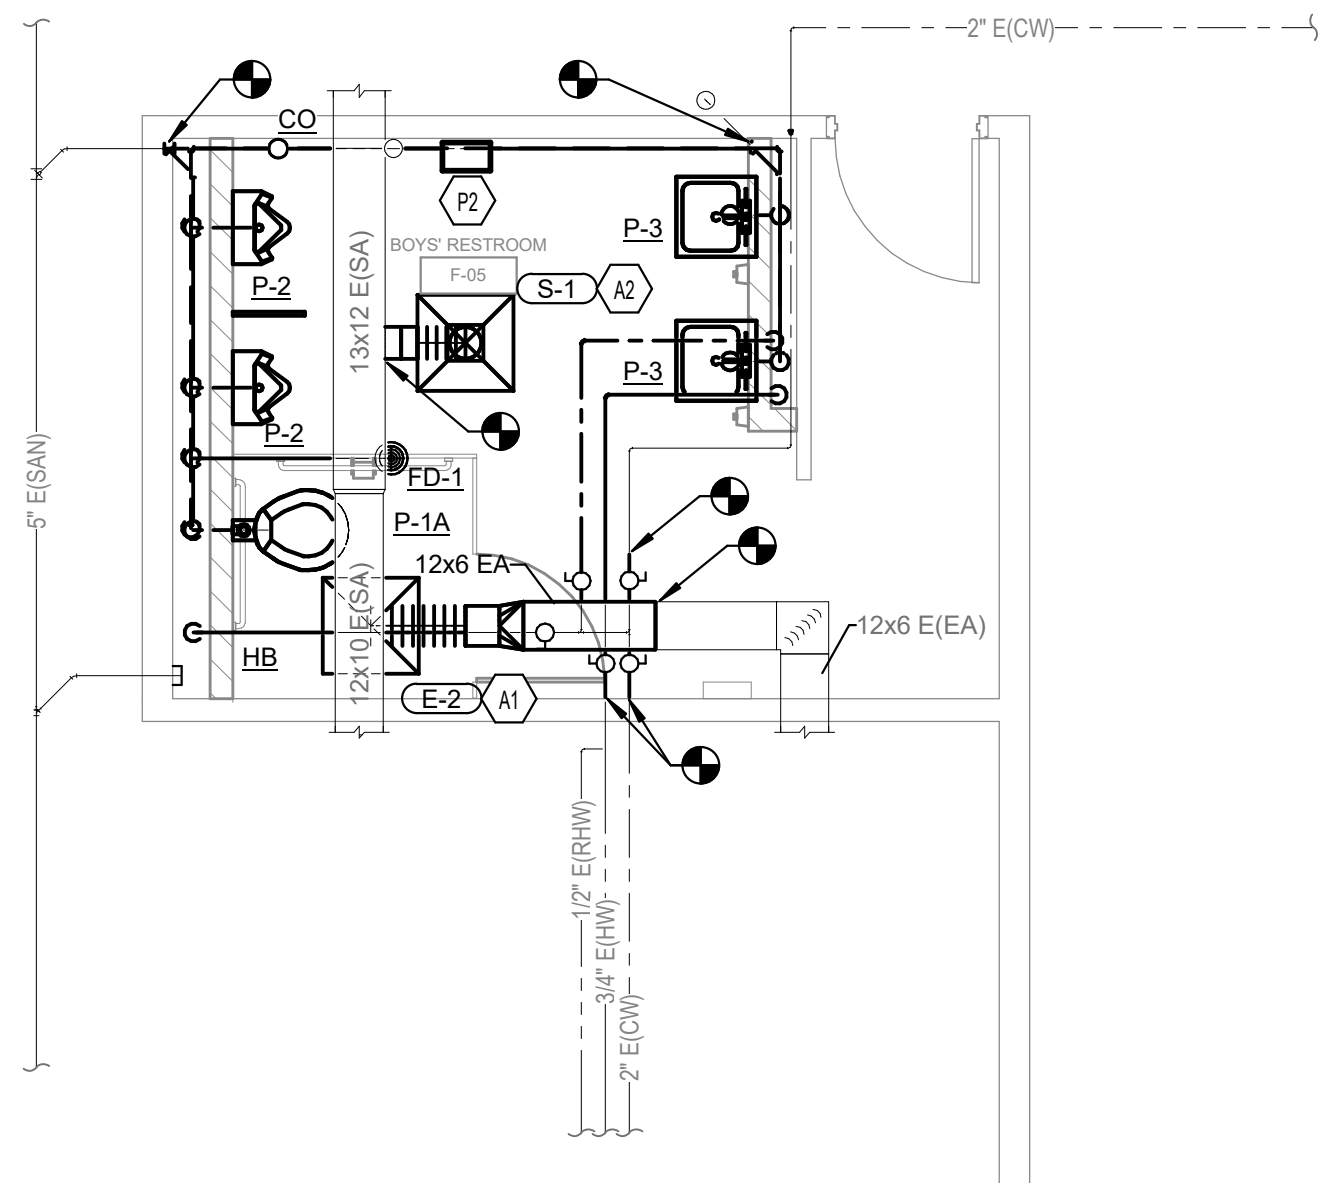 2" E(CW)
CO
P2
P-3
BOYS' RESTROOM
F-05
P-2
13x12 E(SA)
S-1
A2
P-3
P-2
FD-1
5" E(SAN)
P-1A
12x6 EA
12x10 E(SA)
12x6 E(EA)
HB
E-2
A1
1/2" E(RHW)
3/4" E(HW)
2" E(CW)